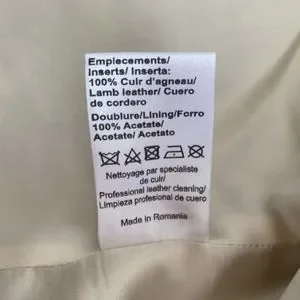 Emplecements/
Inserts/ Inserta:
100% Cuir d'agneau/
Lamb leather/ Cuero
de cordero
Doublure/Lining/Forro
100% Acetate/
Acetate/ Acetato
Nettoyage par specialiste
de cuir/
Professional leather cleaning/
Limpieza profesional de cuero
Made in Romania